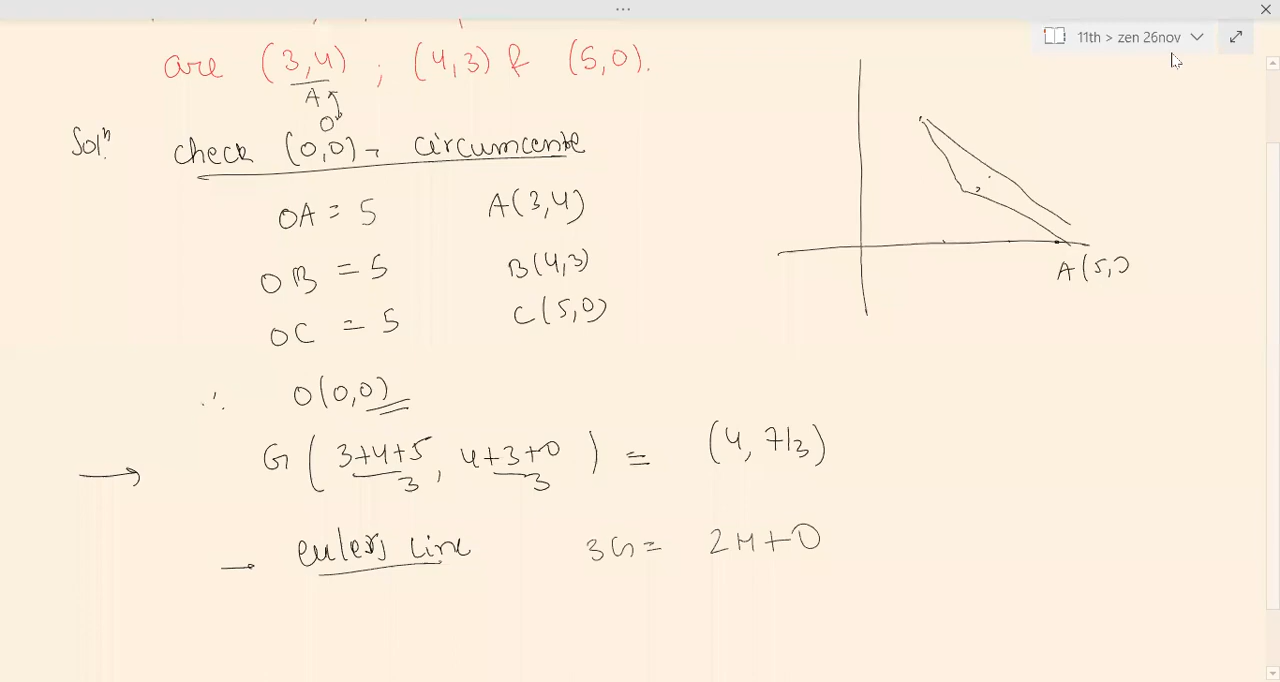 11th > zen 26nov
are (3,4) ; (4,3) & (5,0).
A
O
Solⁿ. check (0,0) → circumcente
OA = 5 A(3,4)
OB = 5 B(4,3)
OC = 5 C(5,0)
A(5,0
∴ O(0,0)
→ G ( 3+4+5/3 , 4+3+0/3 ) = (4, 7/3)
→ eulers line 3G = 2H+O